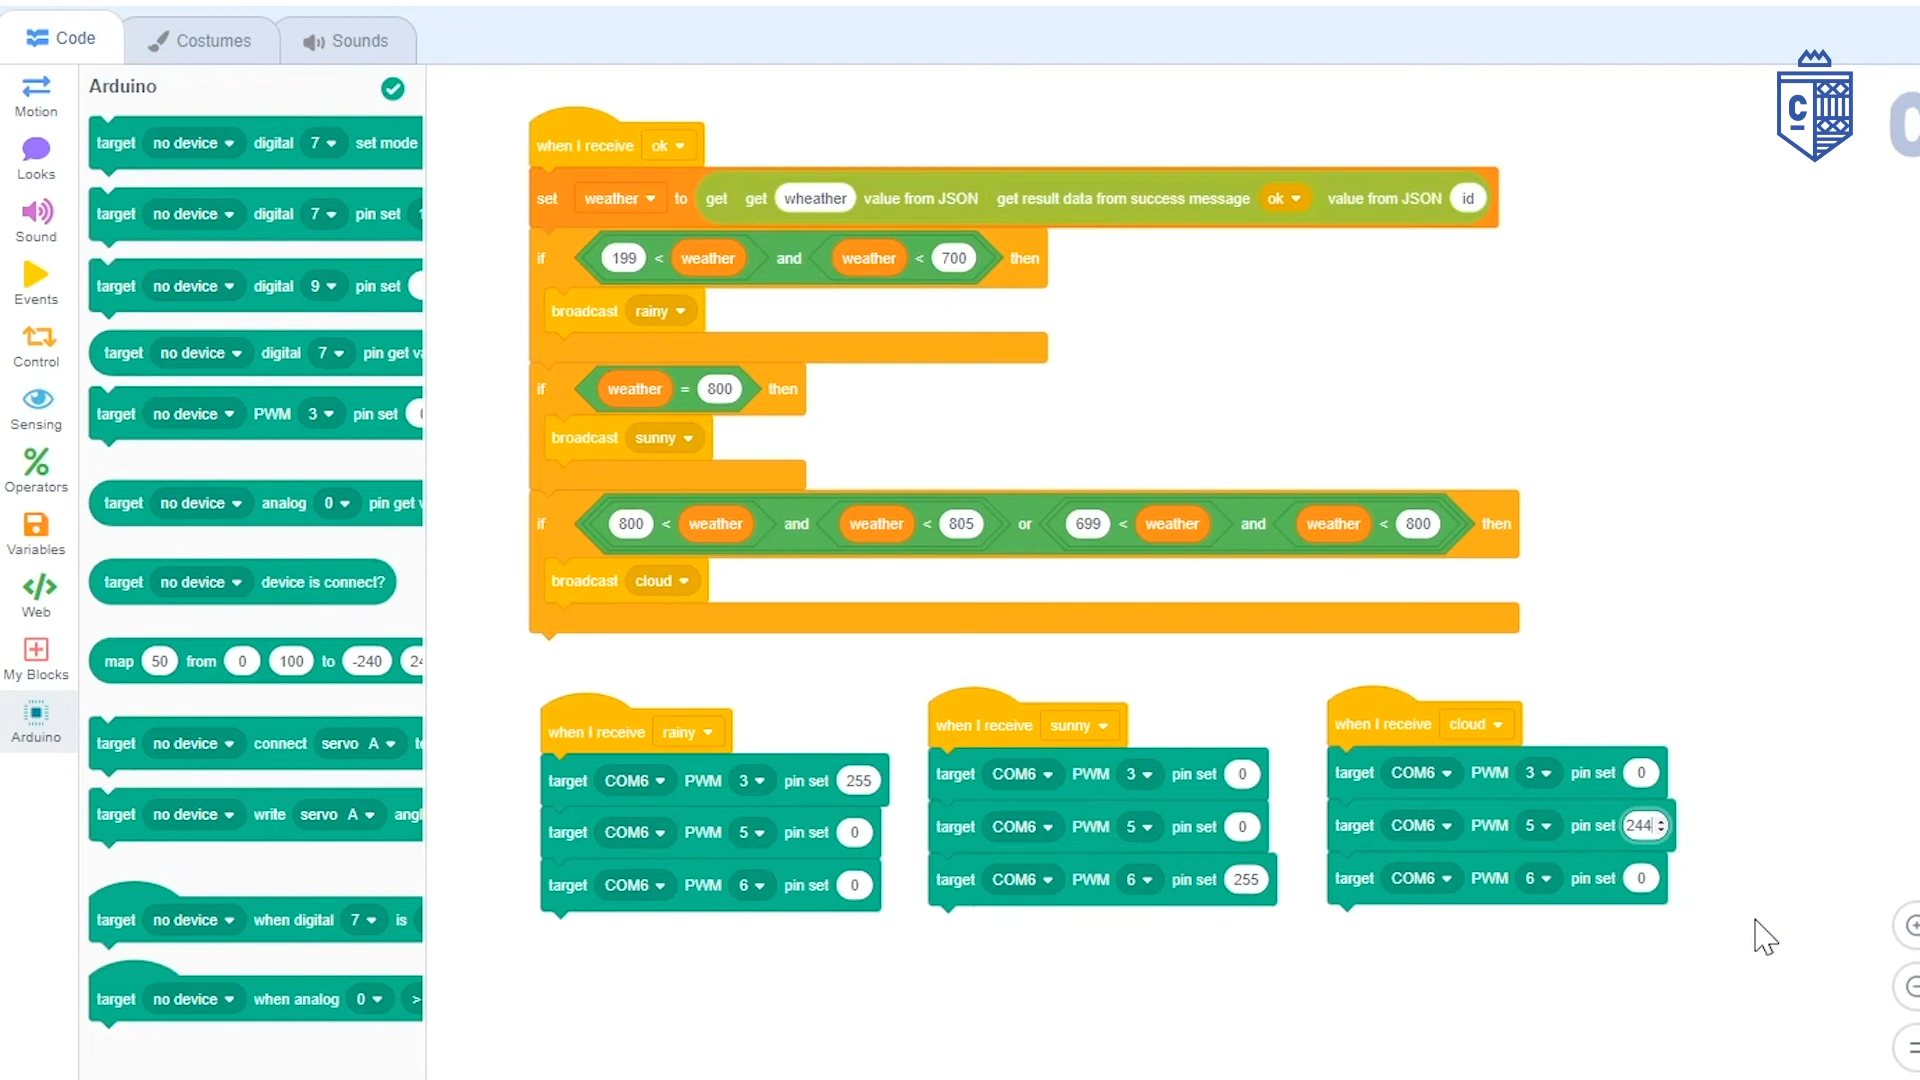 Code
Costumes
Sounds
Motion
Looks
Sound
Events
Control
Sensing
Operators
Variables
Web
My Blocks
Arduino
Arduino
target no device digital 7 set mode
target no device digital 7 pin set
target no device digital 9 pin set
target no device digital 7 pin get
target no device PWM 3 pin set
target no device analog 0 pin get
target no device device is connect?
map 50 from 0 100 to -240
target no device connect servo A
target no device write servo A
target no device when digital 7 is
target no device when analog 0 >
when I receive ok
set weather to get get wheather value from JSON get result data from success message ok value from JSON id
if 199 < weather and weather < 700 then
broadcast rainy
if weather = 800 then
broadcast sunny
if 800 < weather and weather < 805 or 699 < weather and weather < 800 then
broadcast cloud
when I receive rainy
target COM6 PWM 3 pin set 255
target COM6 PWM 5 pin set 0
target COM6 PWM 6 pin set 0
when I receive sunny
target COM6 PWM 3 pin set 0
target COM6 PWM 5 pin set 0
target COM6 PWM 6 pin set 255
when I receive cloud
target COM6 PWM 3 pin set 0
target COM6 PWM 5 pin set 244
target COM6 PWM 6 pin set 0
C